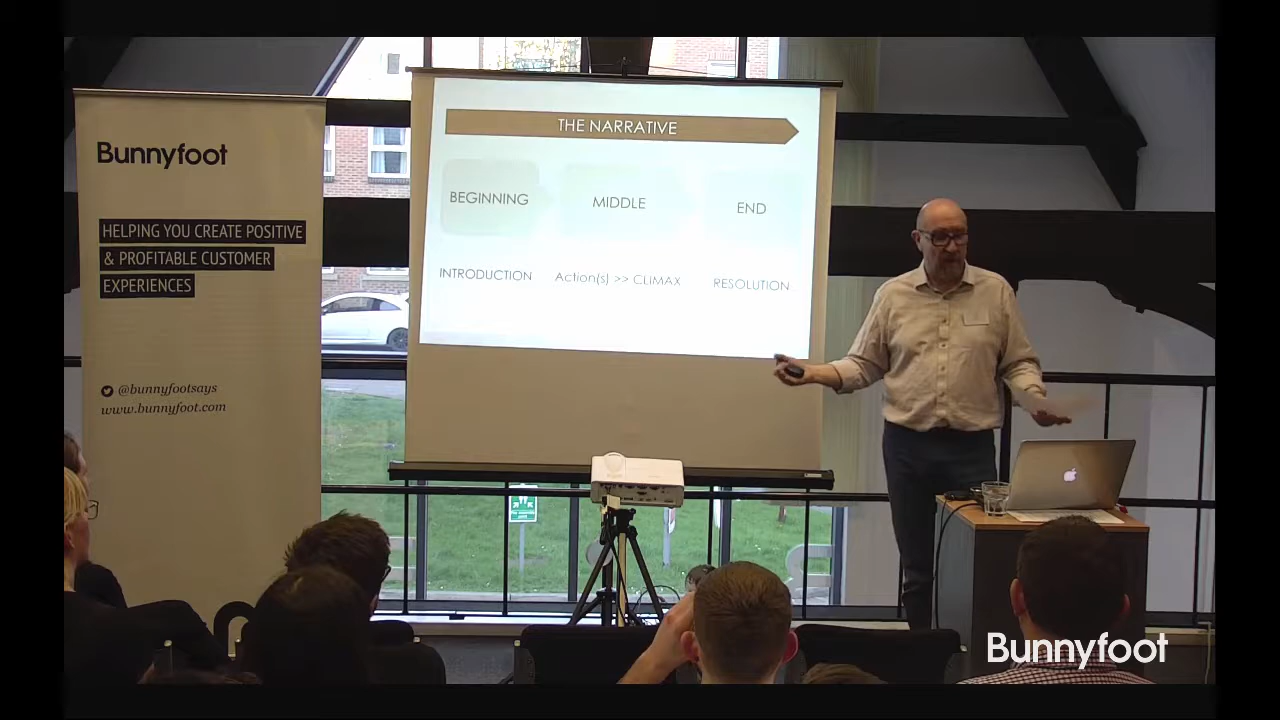 Bunnyfoot
HELPING YOU CREATE POSITIVE
& PROFITABLE CUSTOMER
EXPERIENCES
@bunnyfootsays
www.bunnyfoot.com
THE NARRATIVE
BEGINNING
MIDDLE
END
INTRODUCTION
Action(s) >> CLIMAX
RESOLUTION
Bunnyfoot